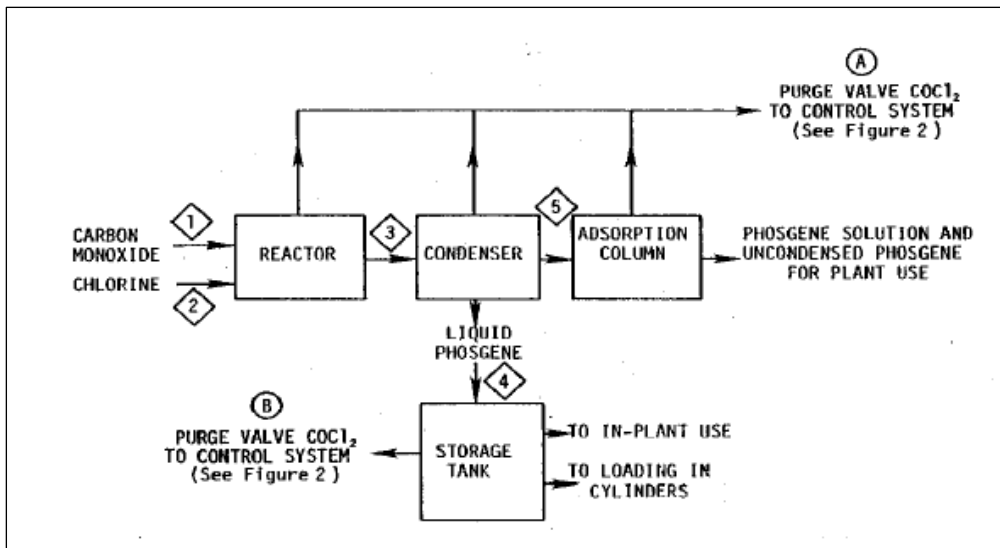 A
PURGE VALVE COCl₂
TO CONTROL SYSTEM
(See Figure 2)
1
CARBON
MONOXIDE
CHLORINE
2
REACTOR
3
CONDENSER
5
ADSORPTION
COLUMN
PHOSGENE SOLUTION AND
UNCONDENSED PHOSGENE
FOR PLANT USE
LIQUID
PHOSGENE
4
B
PURGE VALVE COCl₂
TO CONTROL SYSTEM
(See Figure 2)
STORAGE
TANK
TO IN-PLANT USE
TO LOADING IN
CYLINDERS